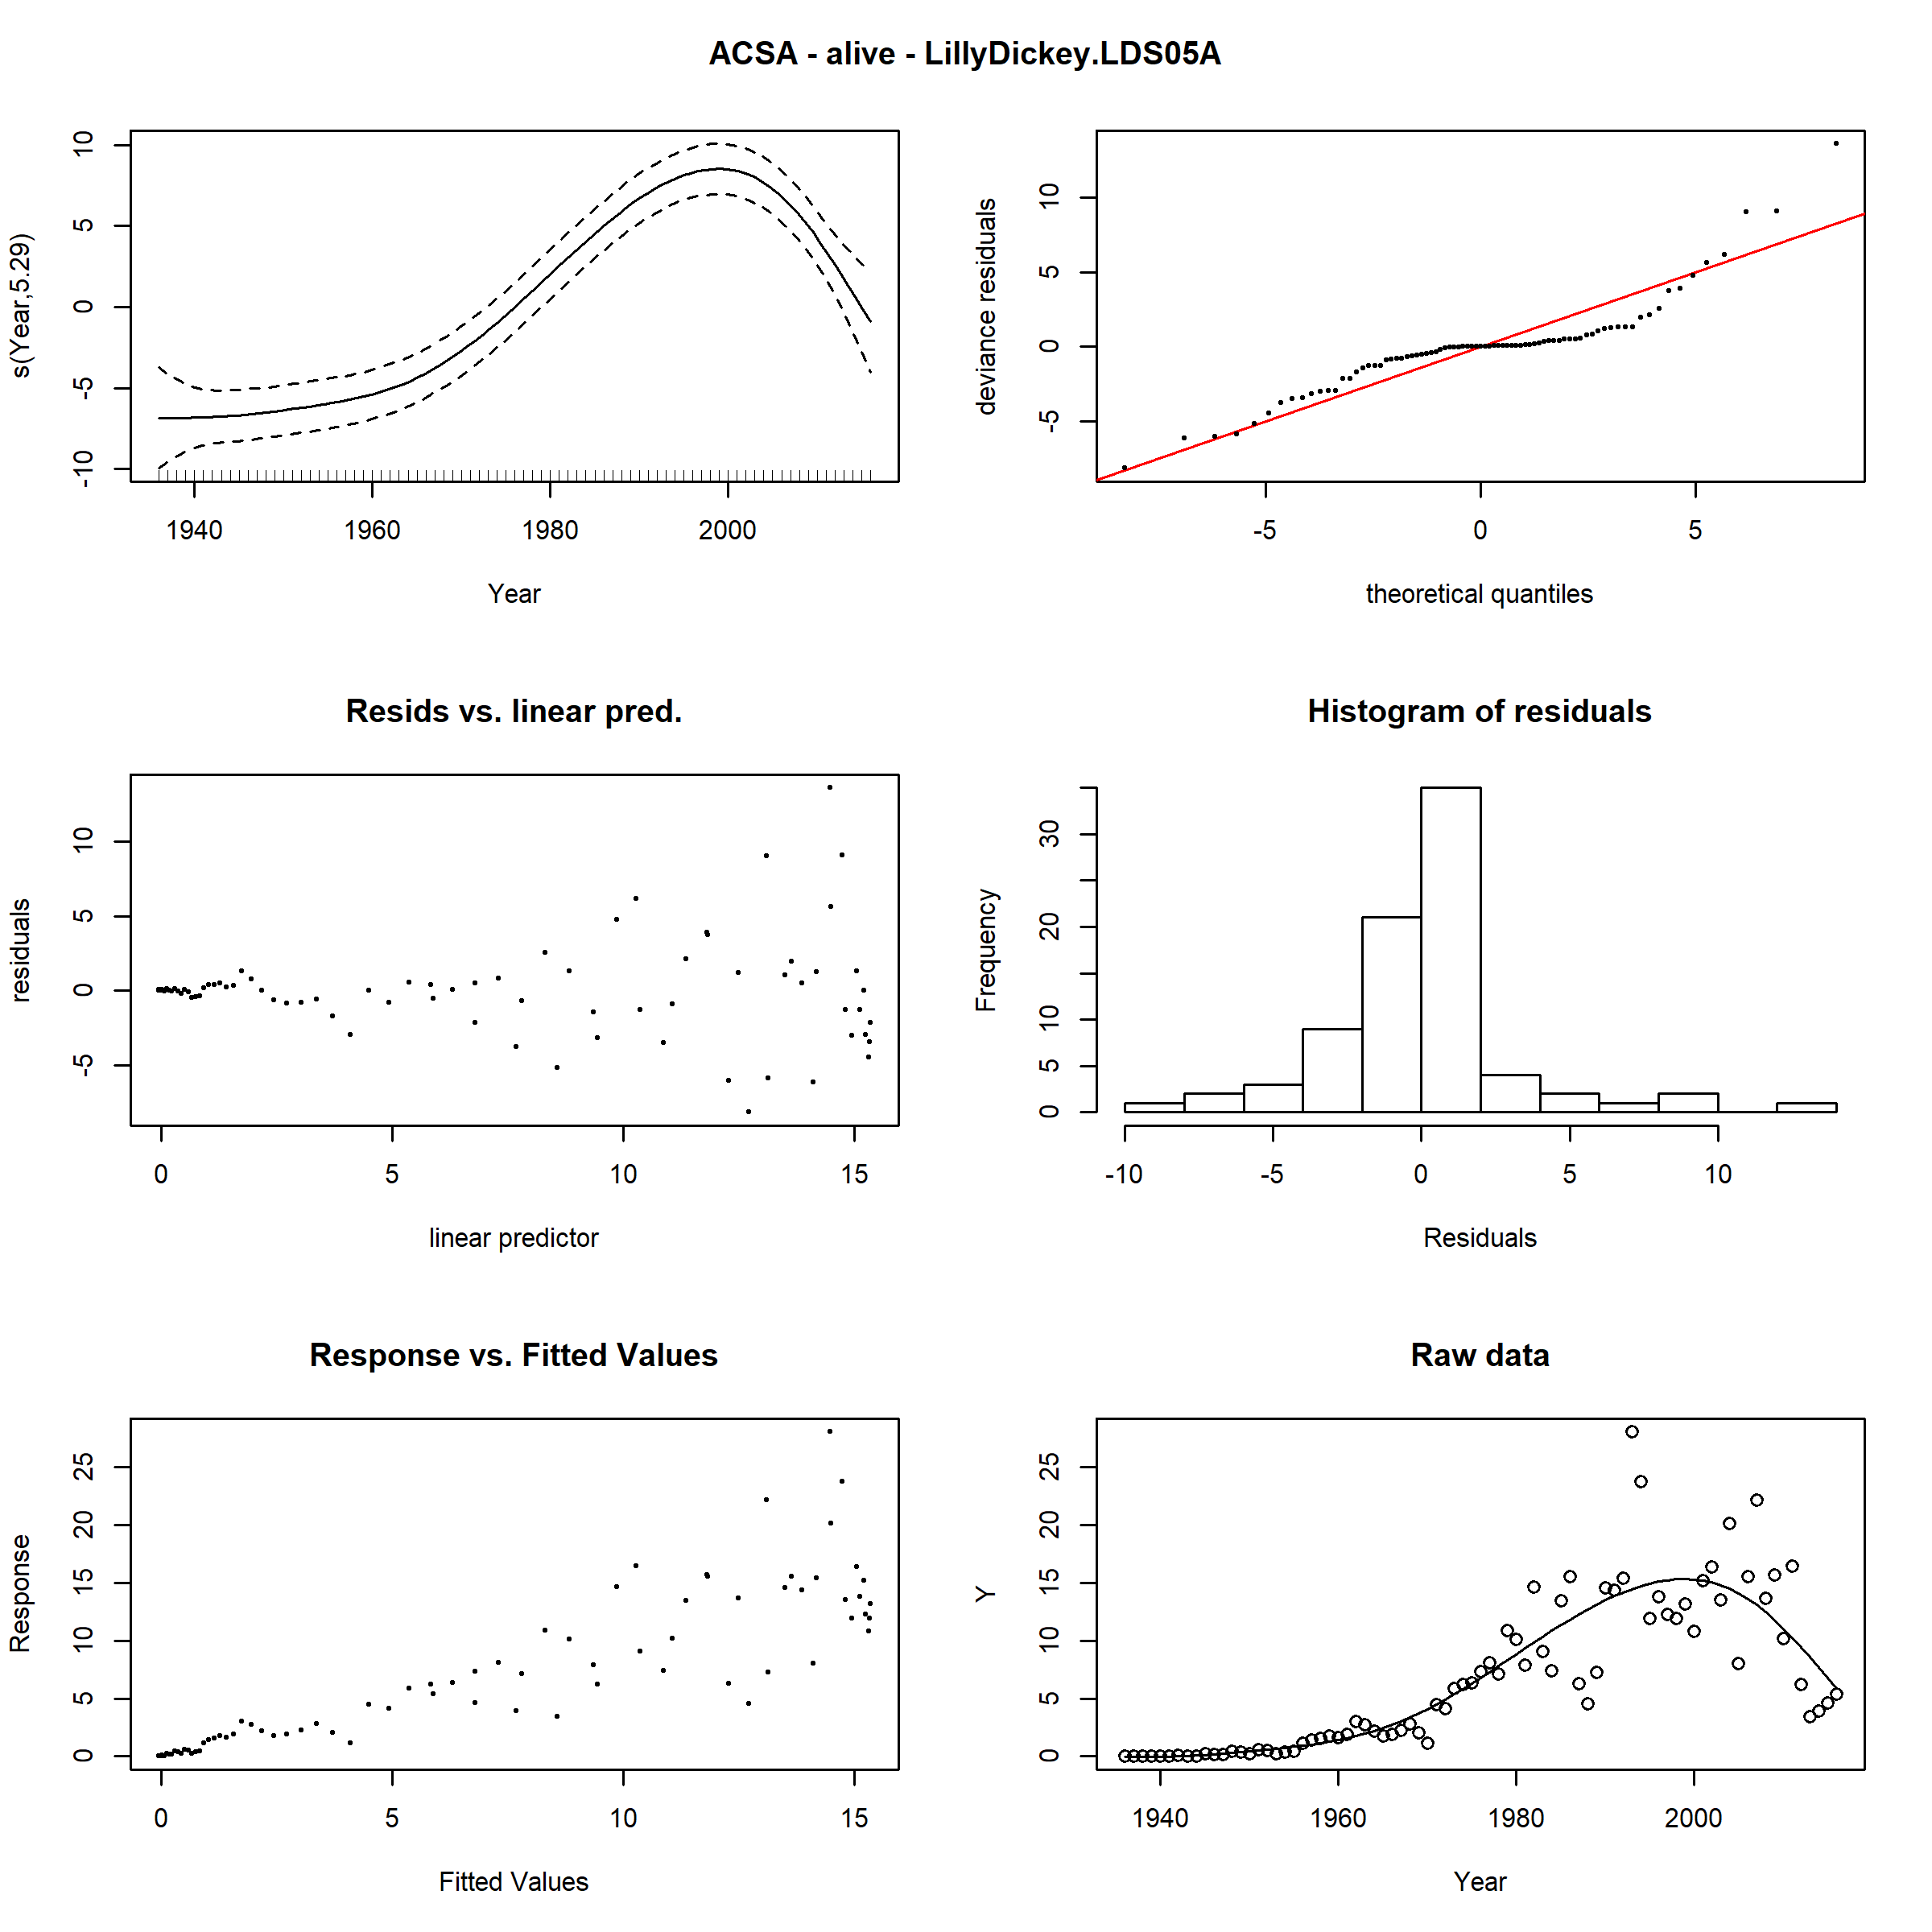 ACSA - alive - LillyDickey.LDS05A
s(Year,5.29)
10
5
0
-5
-10
1940 1960 1980 2000
Year
deviance residuals
10
5
0
-5
-5 0 5
theoretical quantiles
Resids vs. linear pred.
residuals
10
5
0
-5
0 5 10 15
linear predictor
Histogram of residuals
Frequency
30
20
10
5
0
-10 -5 0 5 10
Residuals
Response vs. Fitted Values
Response
25
20
15
10
5
0
0 5 10 15
Fitted Values
Raw data
Y
25
20
15
10
5
0
1940 1960 1980 2000
Year